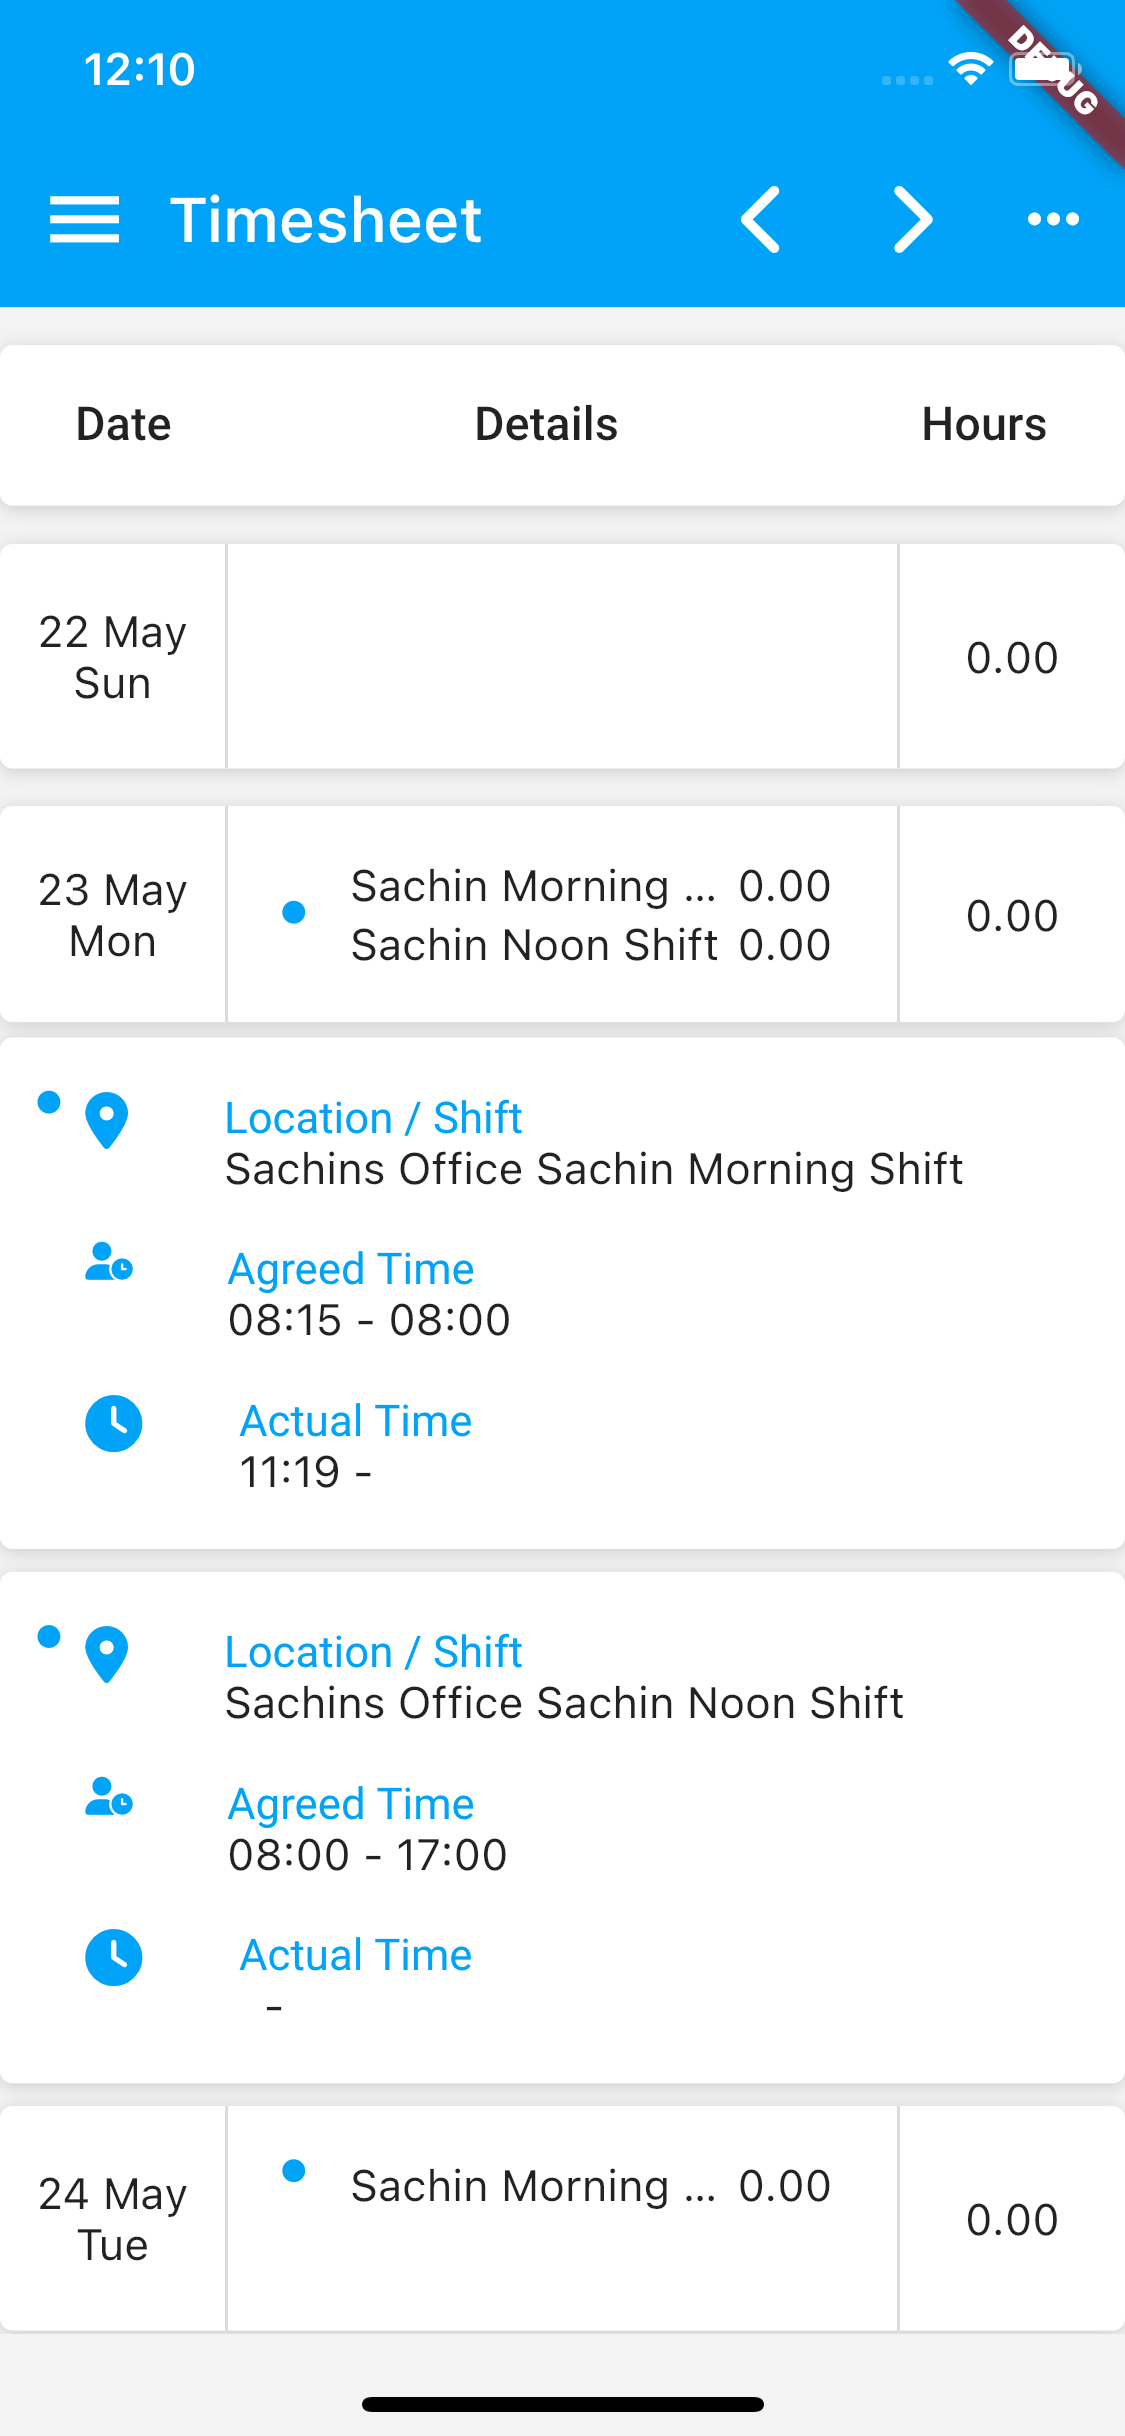 12:10
DEBUG
Timesheet
Date Details Hours
22 May
Sun
0.00
23 May
Mon
Sachin Morning ... 0.00
Sachin Noon Shift 0.00
0.00
Location / Shift
Sachins Office Sachin Morning Shift
Agreed Time
08:15 - 08:00
Actual Time
11:19 -
Location / Shift
Sachins Office Sachin Noon Shift
Agreed Time
08:00 - 17:00
Actual Time
-
24 May
Tue
Sachin Morning ... 0.00
0.00